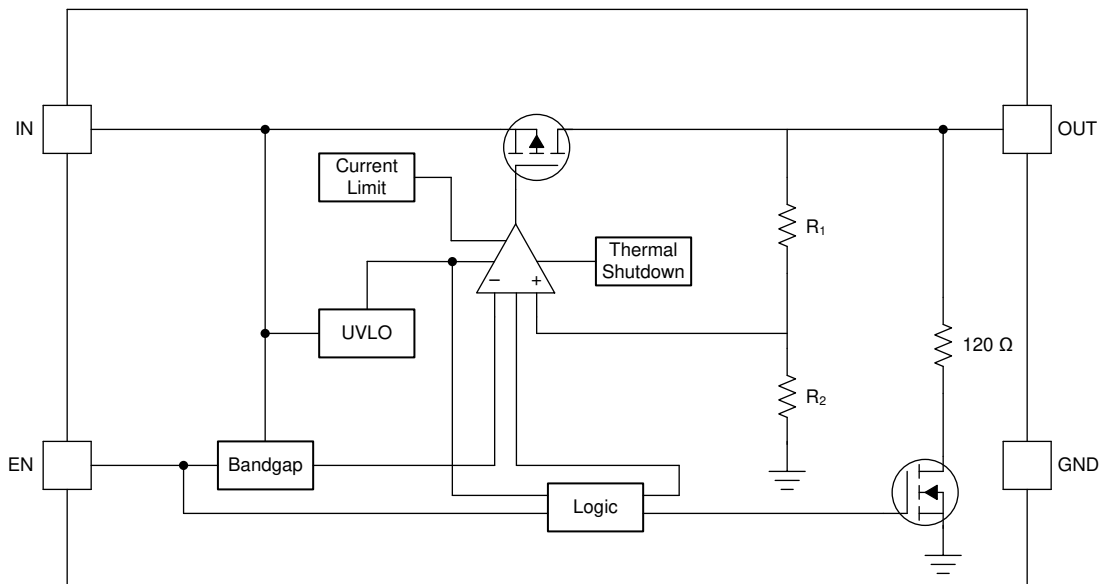 IN
OUT
Current
Limit
R₁
Thermal
Shutdown
− +
UVLO
120 Ω
R₂
EN
Bandgap
GND
Logic